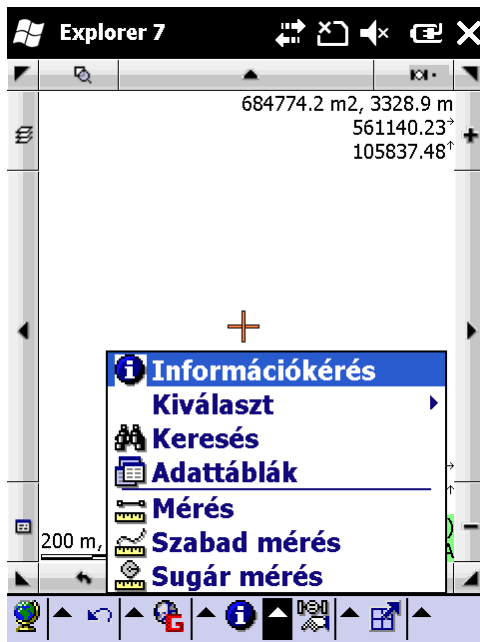 Explorer 7
684774.2 m2, 3328.9 m
561140.23
105837.48
Információkérés
Kiválaszt
Keresés
Adattáblák
Mérés
200 m,
Szabad mérés
Sugár mérés